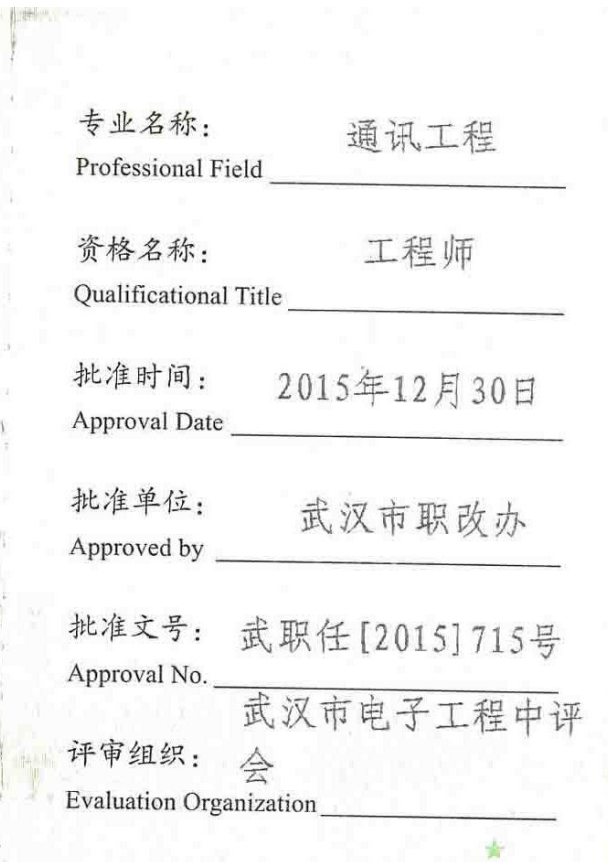 专业名称： 通讯工程
Professional Field
资格名称： 工程师
Qualificational Title
批准时间： 2015年12月30日
Approval Date
批准单位： 武汉市职改办
Approved by
批准文号： 武职任[2015]715号
Approval No.
武汉市电子工程中评
评审组织： 会
Evaluation Organization